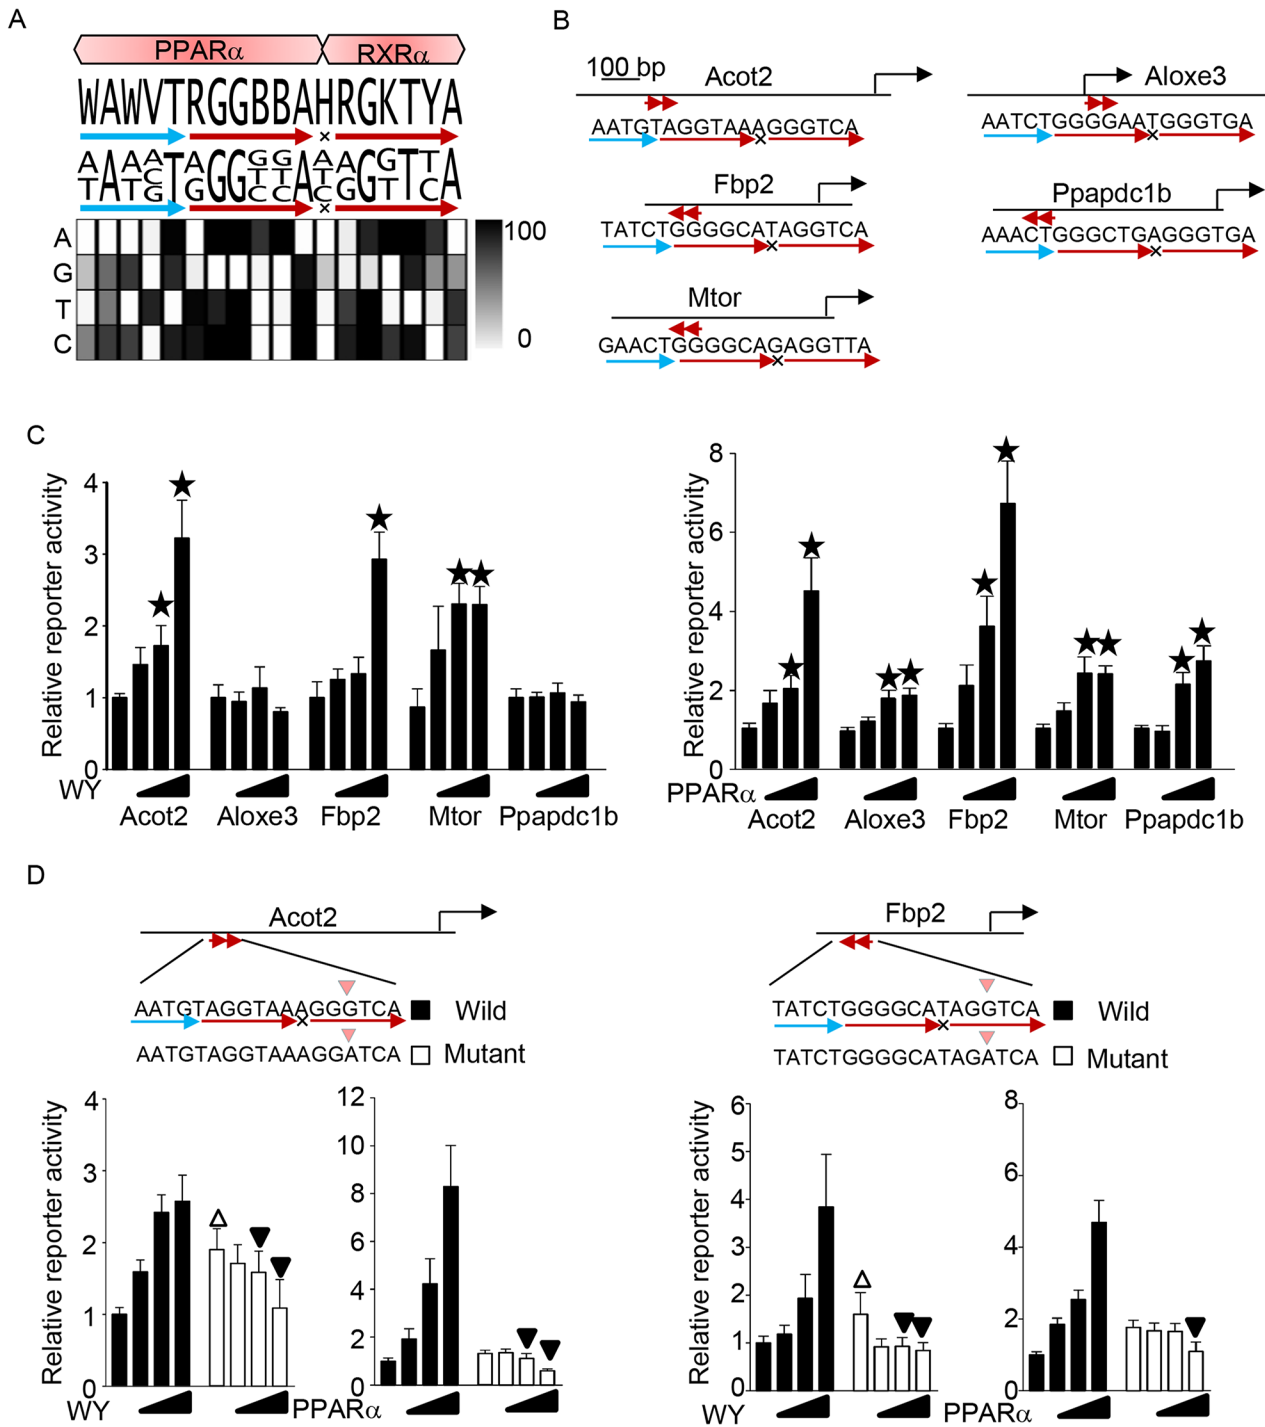 A
PPARα RXRα
WAWVTRGGBBAHRGKTYA
×
A T A A T A C G T A G G G G T C G T C A A T C A G G G T T T C A
×
A 100
G
T
C 0
B
100 bp
Acot2
AATGTAGGTAAAGGGTCA
×
Aloxe3
AATCTGGGGAATGGGTGA
×
Fbp2
TATCTGGGGCATAGGTCA
×
Ppapdc1b
AAACTGGGCTGAGGGTGA
×
Mtor
GAACTGGGGCAGAGGTTA
×
C
Relative reporter activity
4
3
2
1
0
WY
Acot2 Aloxe3 Fbp2 Mtor Ppapdc1b
Relative reporter activity
8
6
4
2
0
PPARα
Acot2 Aloxe3 Fbp2 Mtor Ppapdc1b
D
Acot2
AATGTAGGTAAAGGGTCA Wild
×
AATGTAGGTAAAGGATCA Mutant
Relative reporter activity
4
3
2
1
0
WY
12
10
8
6
4
2
0
PPARα
Fbp2
TATCTGGGGCATAGGTCA Wild
×
TATCTGGGGCATAGATCA Mutant
Relative reporter activity
6
5
4
3
2
1
0
WY
8
6
4
2
0
PPARα